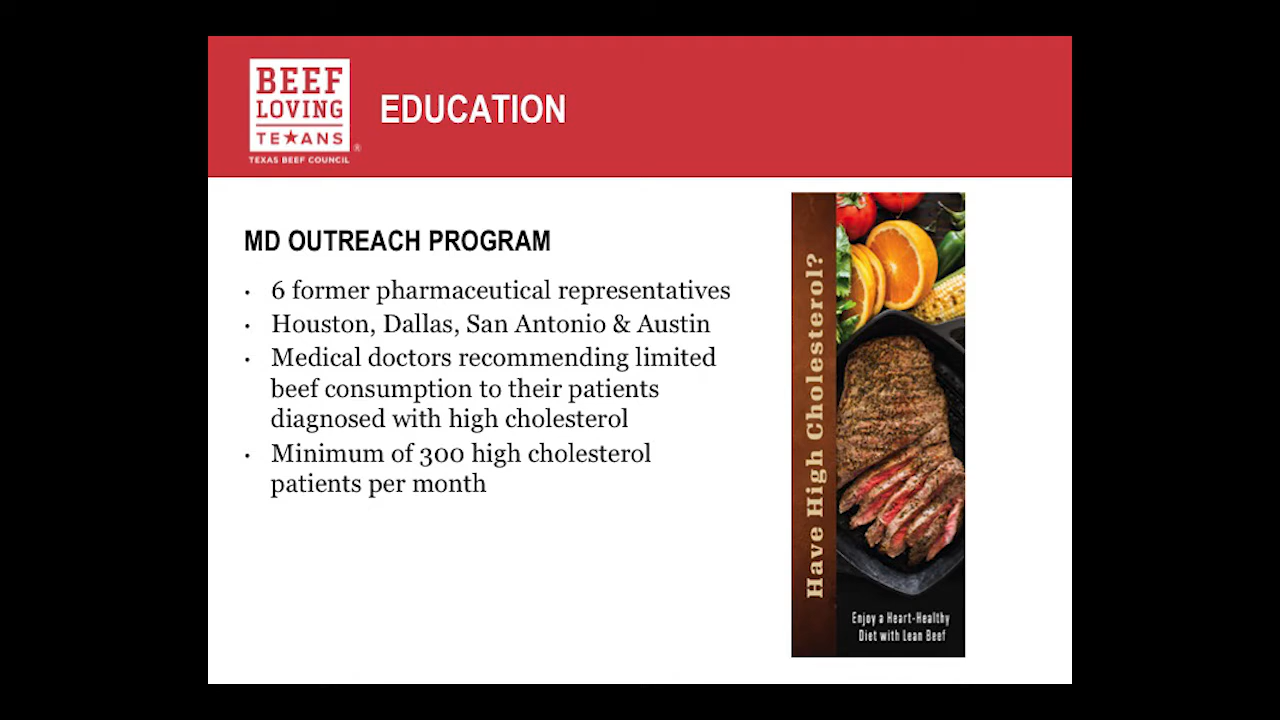 BEEF
LOVING
TE★ANS
®
TEXAS BEEF COUNCIL
EDUCATION
MD OUTREACH PROGRAM
• 6 former pharmaceutical representatives
• Houston, Dallas, San Antonio & Austin
• Medical doctors recommending limited
beef consumption to their patients
diagnosed with high cholesterol
• Minimum of 300 high cholesterol
patients per month
Have High Cholesterol?
Enjoy a Heart-Healthy
Diet with Lean Beef